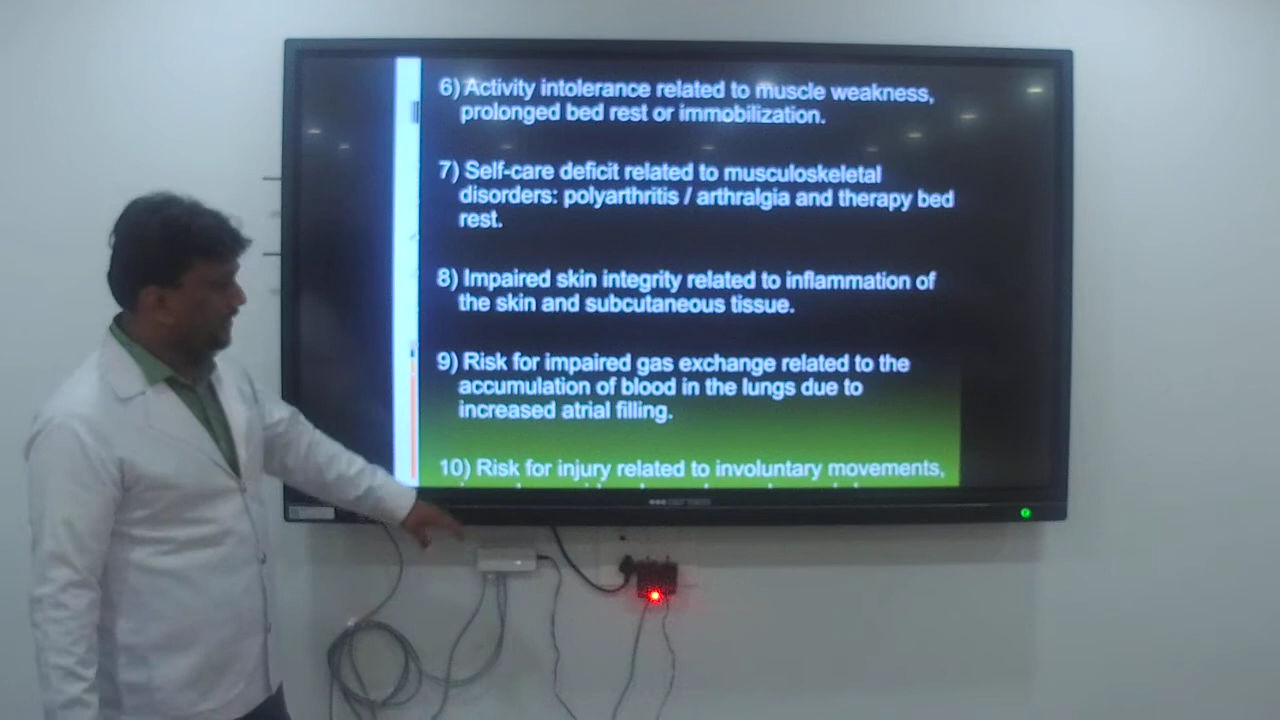 6) Activity intolerance related to muscle weakness,
prolonged bed rest or immobilization.
7) Self-care deficit related to musculoskeletal
disorders: polyarthritis / arthralgia and therapy bed
rest.
8) Impaired skin integrity related to inflammation of
the skin and subcutaneous tissue.
9) Risk for impaired gas exchange related to the
accumulation of blood in the lungs due to
increased atrial filling.
10) Risk for injury related to involuntary movements,